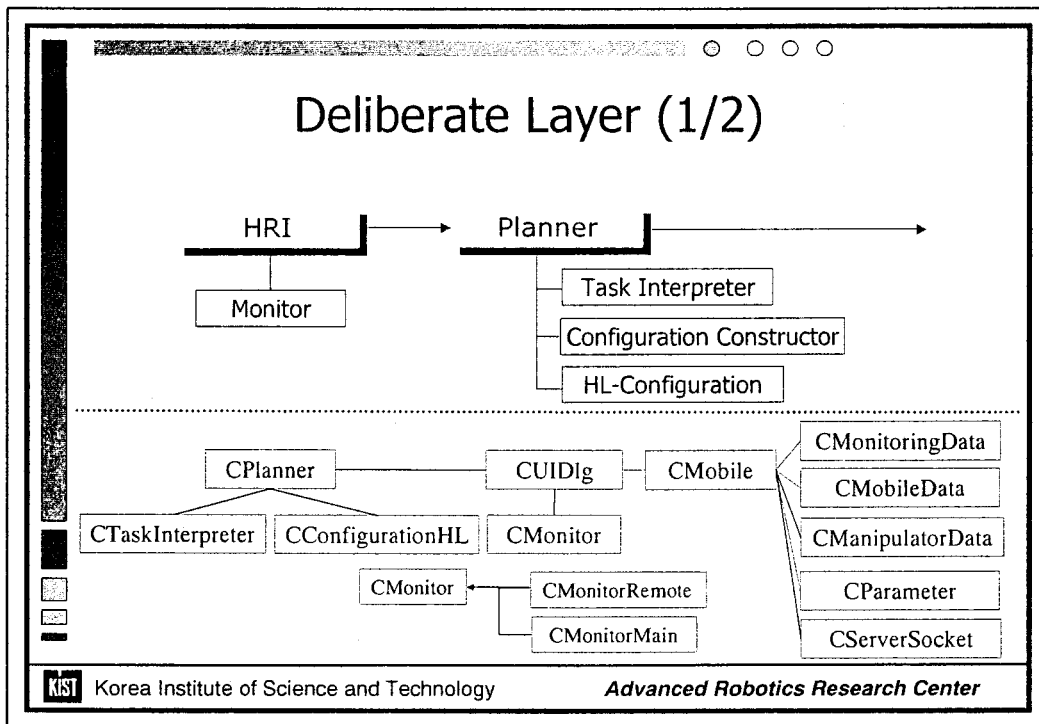 Deliberate Layer (1/2)
HRI
Planner
Monitor
Task Interpreter
Configuration Constructor
HL-Configuration
CPlanner
CUIDlg
CMobile
CMonitoringData
CMobileData
CManipulatorData
CParameter
CServerSocket
CTaskInterpreter
CConfigurationHL
CMonitor
CMonitor
CMonitorRemote
CMonitorMain
KIST Korea Institute of Science and Technology
Advanced Robotics Research Center